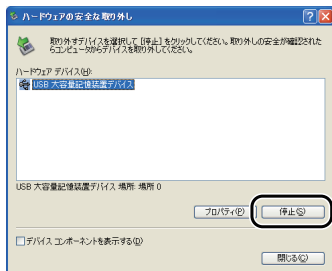 ハードウェアの安全な取り外し
取り外すデバイスを選択して [停止] をクリックしてください。取り外しの安全が確認された
らコンピュータからデバイスを取り外してください。
ハードウェア デバイス(H):
USB 大容量記憶装置デバイス
USB 大容量記憶装置デバイス 場所: 場所 0
プロパティ(P)
停止(S)
デバイス コンポーネントを表示する(D)
閉じる(C)